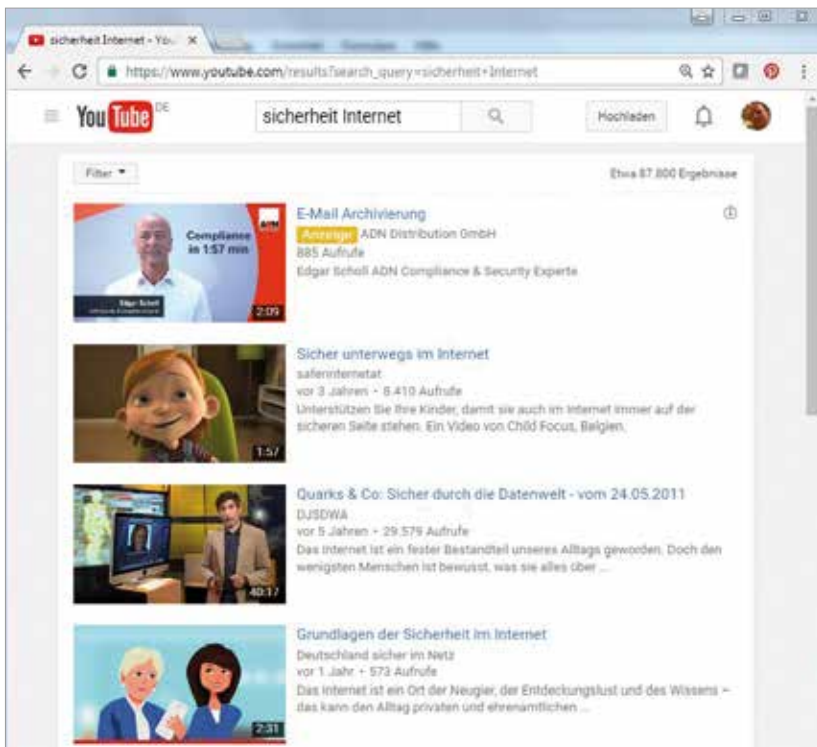 sicherheit Internet - You
https://www.youtube.com/results?search_query=sicherheit+Internet
YouTube DE
sicherheit Internet
Hochladen
Filter
Etwa 87.800 Ergebnisse
Compliance
in 1:57 min
ADN
Edgar Scholl
2:09
E-Mail Archivierung
Anzeige ADN Distribution GmbH
885 Aufrufe
Edgar Scholl ADN Compliance & Security Experte
1:57
Sicher unterwegs im Internet
saferinternetat
vor 3 Jahren • 8.410 Aufrufe
Unterstützen Sie Ihre Kinder, damit sie auch im Internet immer auf der
sicheren Seite stehen. Ein Video von Child Focus, Belgien.
40:17
Quarks & Co: Sicher durch die Datenwelt - vom 24.05.2011
DJSDWA
vor 5 Jahren • 29.579 Aufrufe
Das Internet ist ein fester Bestandteil unseres Alltags geworden. Doch den
wenigsten Menschen ist bewusst, was sie alles über ...
2:31
Grundlagen der Sicherheit im Internet
Deutschland sicher im Netz
vor 1 Jahr • 573 Aufrufe
Das Internet ist ein Ort der Neugier, der Entdeckungslust und des Wissens –
das kann den Alltag privaten und ehrenamtlichen ...